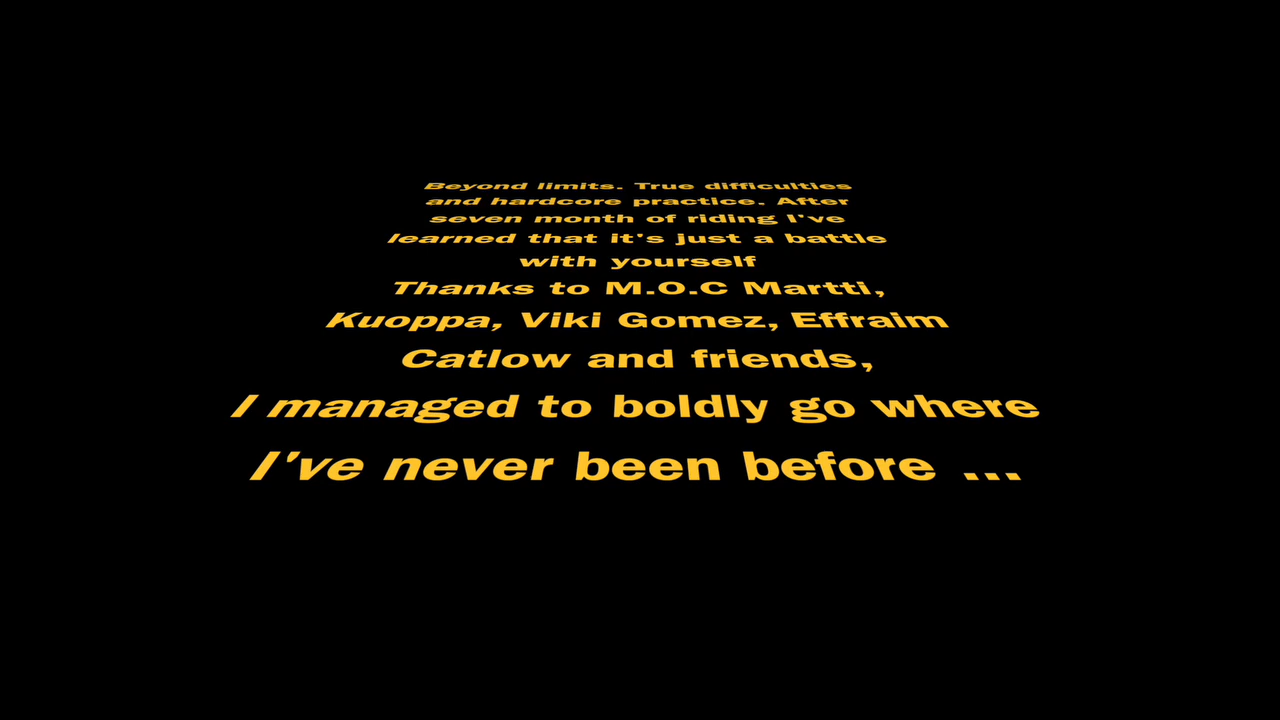 Beyond limits. True difficulties
and hardcore practice. After
seven month of riding I've
learned that it's just a battle
with yourself
Thanks to M.O.C Martti,
Kuoppa, Viki Gomez, Effraim
Catlow and friends,
I managed to boldly go where
I've never been before ...